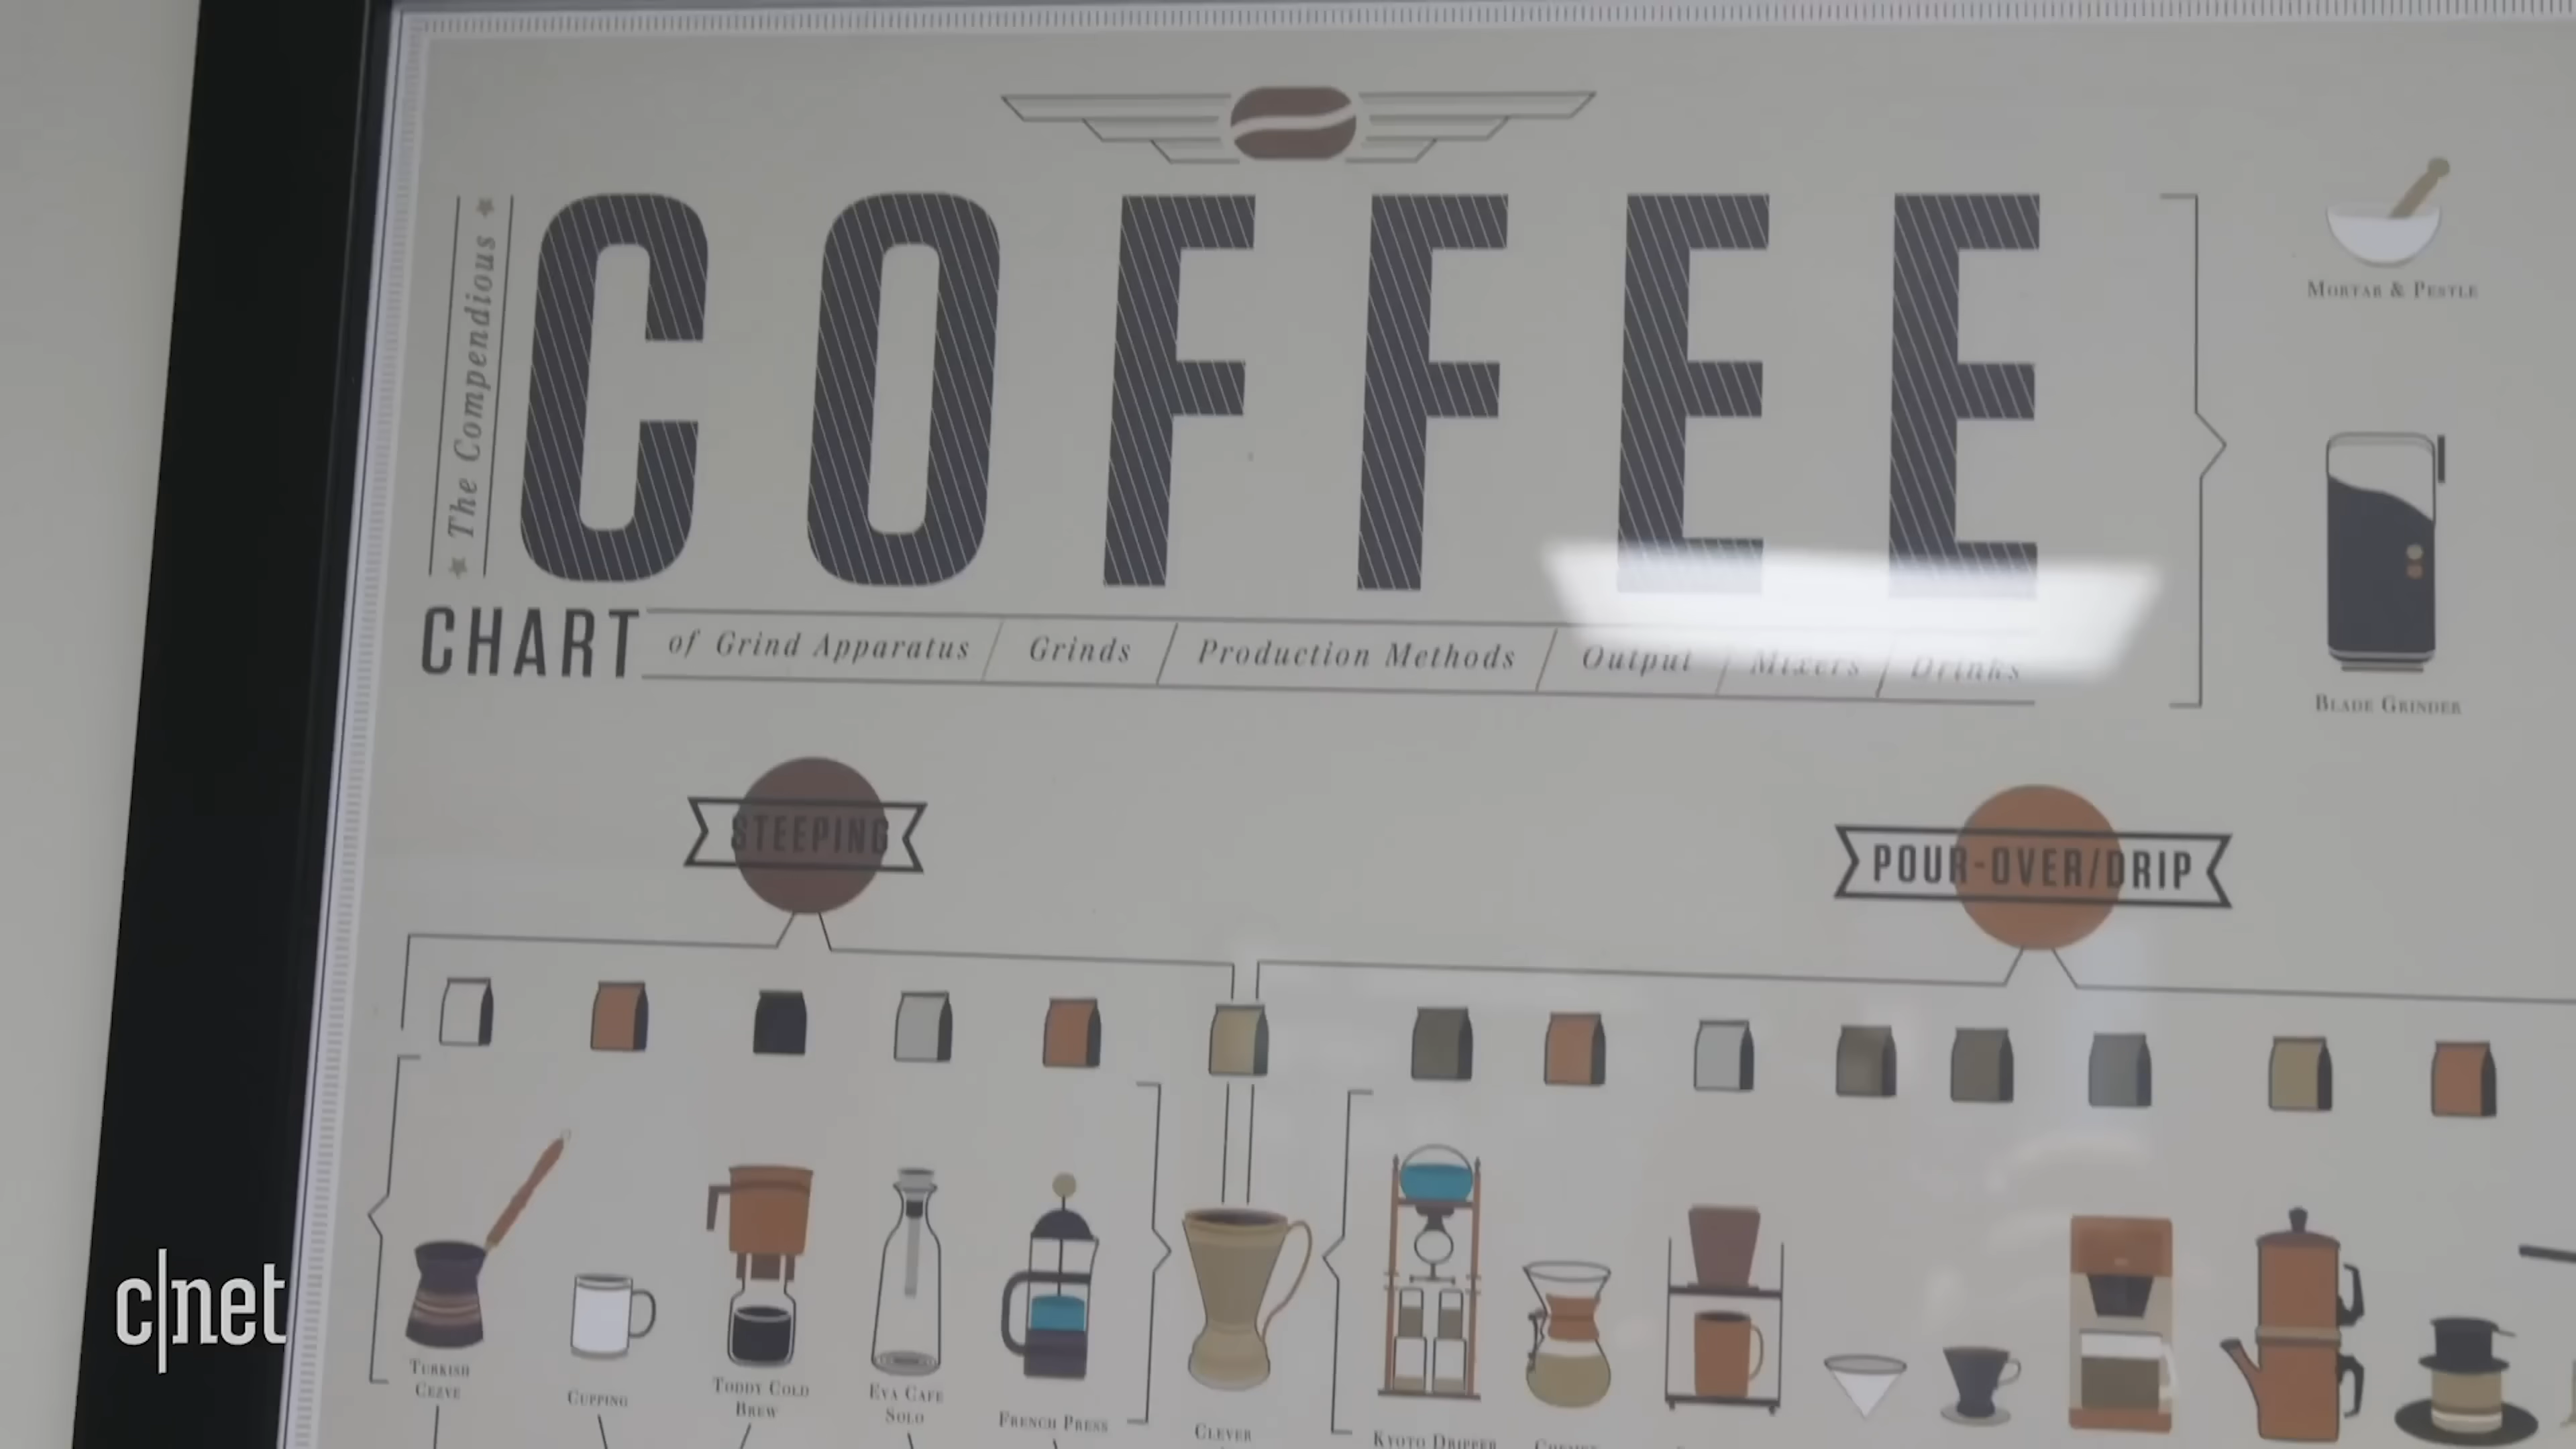 The Compendious
COFFEE
CHART of Grind Apparatus / Grinds / Production Methods / Output / Mixers / Drinks
MORTAR & PESTLE
BLADE GRINDER
STEEPING
POUR-OVER/DRIP
TURKISH
CEZVE
CUPPING
TODDY COLD
BREW
EVA CAFE
SOLO
FRENCH PRESS
CLEVER
KYOTO DRIPPER
c|net